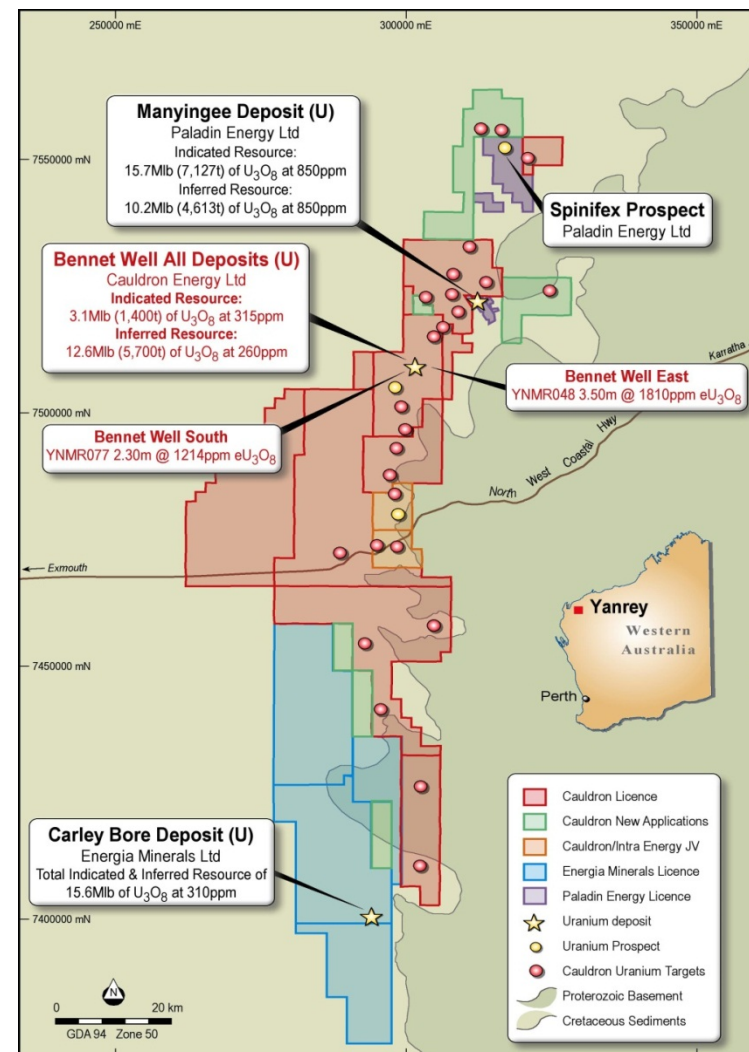 250000 mE
300000 mE
350000 mE
7550000 mN
7500000 mN
7450000 mN
7400000 mN
Manyingee Deposit (U)
Paladin Energy Ltd
Indicated Resource:
15.7Mlb (7,127t) of U3O8 at 850ppm
Inferred Resource:
10.2Mlb (4,613t) of U3O8 at 850ppm
Spinifex Prospect
Paladin Energy Ltd
Bennet Well All Deposits (U)
Cauldron Energy Ltd
Indicated Resource:
3.1Mlb (1,400t) of U3O8 at 315ppm
Inferred Resource:
12.6Mlb (5,700t) of U3O8 at 260ppm
Karratha
Bennet Well East
YNMR048 3.50m @ 1810ppm eU3O8
Bennet Well South
YNMR077 2.30m @ 1214ppm eU3O8
North West Coastal Hwy
Exmouth
Yanrey
Western
Australia
Perth
Carley Bore Deposit (U)
Energia Minerals Ltd
Total Indicated & Inferred Resource of
15.6Mlb of U3O8 at 310ppm
Cauldron Licence
Cauldron New Applications
Cauldron/Intra Energy JV
Energia Minerals Licence
Paladin Energy Licence
Uranium deposit
Uranium Prospect
Cauldron Uranium Targets
Proterozoic Basement
Cretaceous Sediments
N
0 20 km
GDA 94 Zone 50